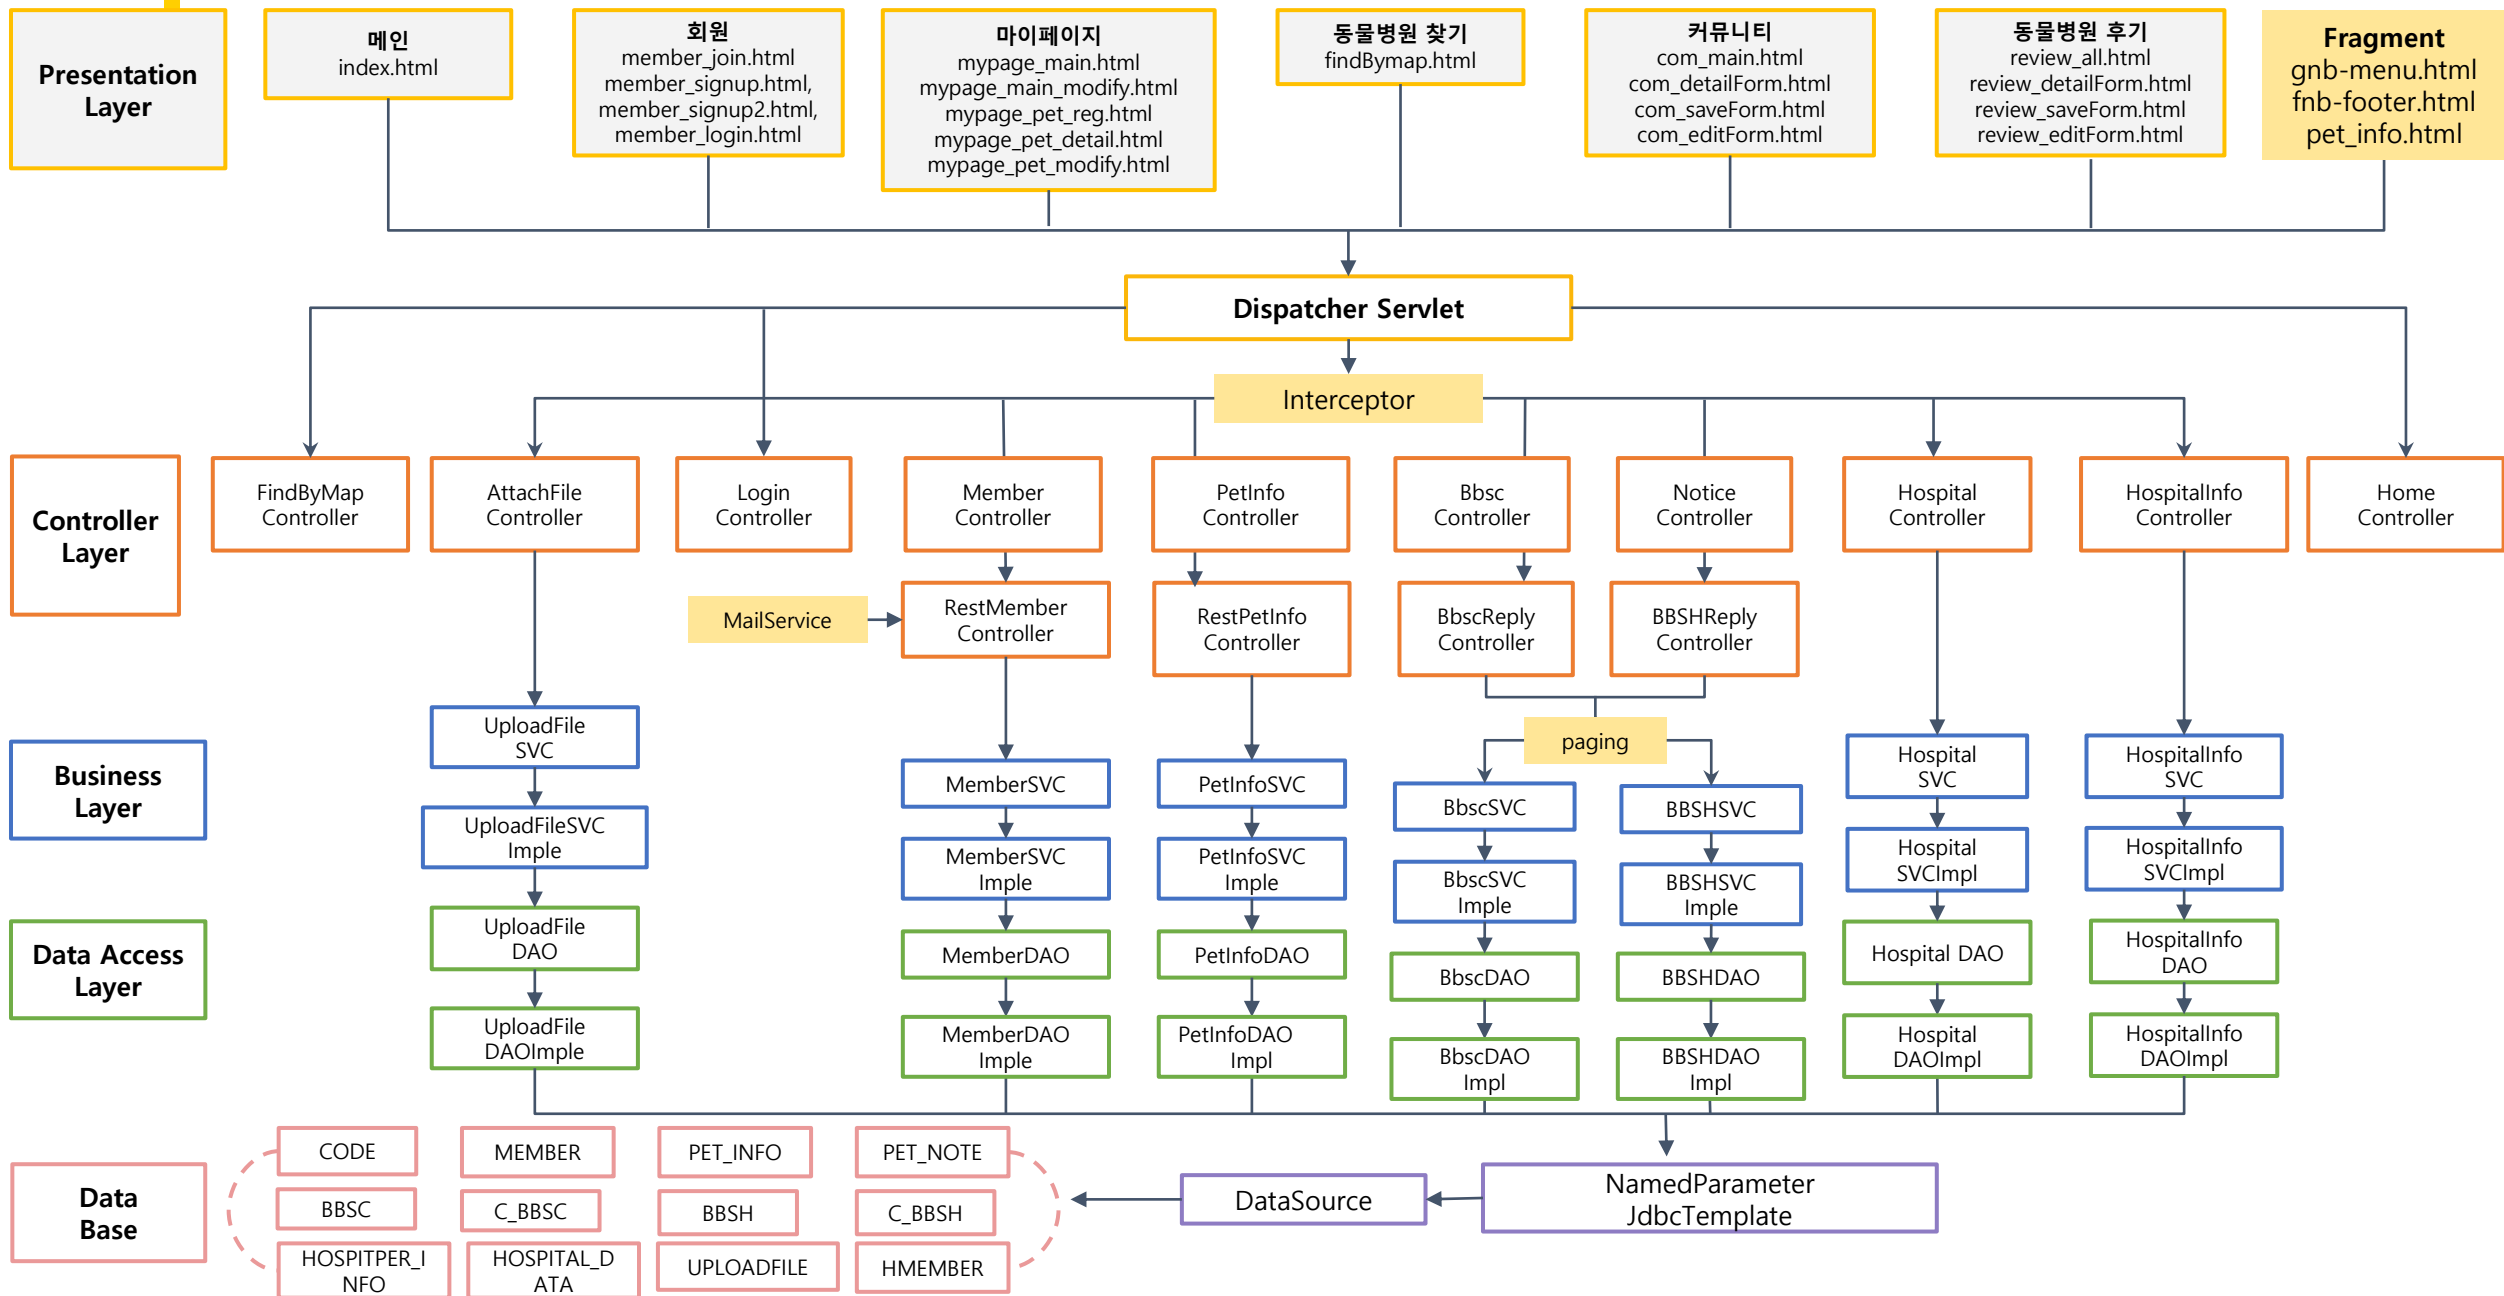 Presentation
Layer
메인
index.html
회원
member_join.html
member_signup.html,
member_signup2.html,
member_login.html
마이페이지
mypage_main.html
mypage_main_modify.html
mypage_pet_reg.html
mypage_pet_detail.html
mypage_pet_modify.html
동물병원 찾기
findBymap.html
커뮤니티
com_main.html
com_detailForm.html
com_saveForm.html
com_editForm.html
동물병원 후기
review_all.html
review_detailForm.html
review_saveForm.html
review_editForm.html
Fragment
gnb-menu.html
fnb-footer.html
pet_info.html
Dispatcher Servlet
Interceptor
Controller
Layer
FindByMap
Controller
AttachFile
Controller
Login
Controller
Member
Controller
PetInfo
Controller
Bbsc
Controller
Notice
Controller
Hospital
Controller
HospitalInfo
Controller
Home
Controller
MailService
RestMember
Controller
RestPetInfo
Controller
BbscReply
Controller
BBSHReply
Controller
paging
Business
Layer
UploadFile
SVC
UploadFileSVC
Imple
MemberSVC
MemberSVC
Imple
PetInfoSVC
PetInfoSVC
Imple
BbscSVC
BbscSVC
Imple
BBSHSVC
BBSHSVC
Imple
Hospital
SVC
Hospital
SVCImpl
HospitalInfo
SVC
HospitalInfo
SVCImpl
Data Access
Layer
UploadFile
DAO
UploadFile
DAOImple
MemberDAO
MemberDAO
Imple
PetInfoDAO
PetInfoDAO
Impl
BbscDAO
BbscDAO
Impl
BBSHDAO
BBSHDAO
Impl
Hospital DAO
Hospital
DAOImpl
HospitalInfo
DAO
HospitalInfo
DAOImpl
Data
Base
CODE
MEMBER
PET_INFO
PET_NOTE
BBSC
C_BBSC
BBSH
C_BBSH
HOSPITPER_I
NFO
HOSPITAL_D
ATA
UPLOADFILE
HMEMBER
DataSource
NamedParameter
JdbcTemplate